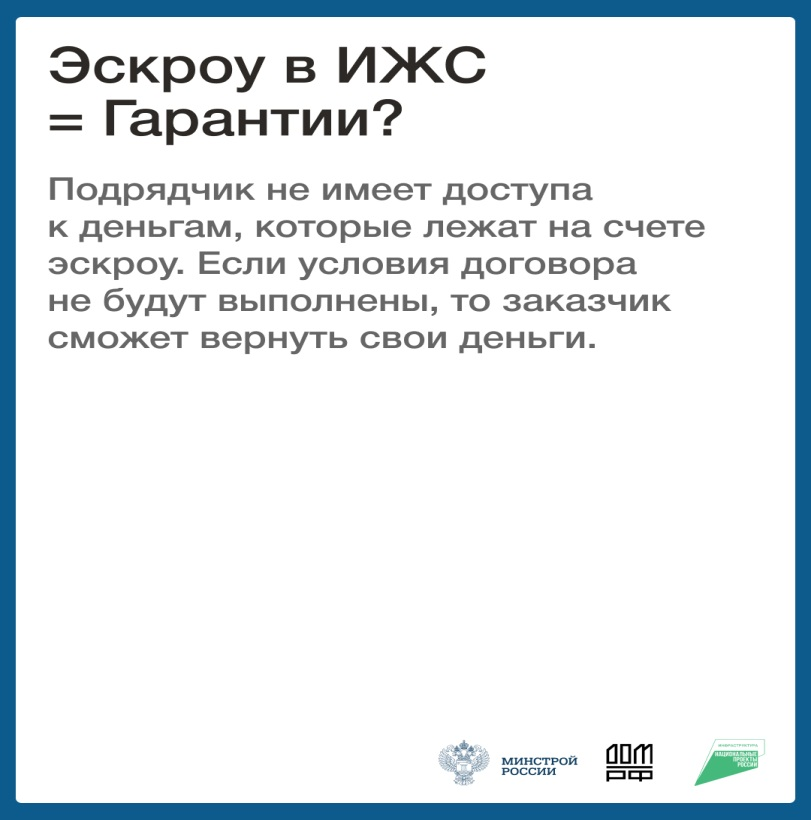 Эскроу в ИЖС
= Гарантии?
Подрядчик не имеет доступа
к деньгам, которые лежат на счете
эскроу. Если условия договора
не будут выполнены, то заказчик
сможет вернуть свои деньги.
МИНСТРОЙ
РОССИИ
ДОМ
РФ
ИНФРАСТРУКТУРА
НАЦИОНАЛЬНЫЕ
ПРОЕКТЫ
РОССИИ